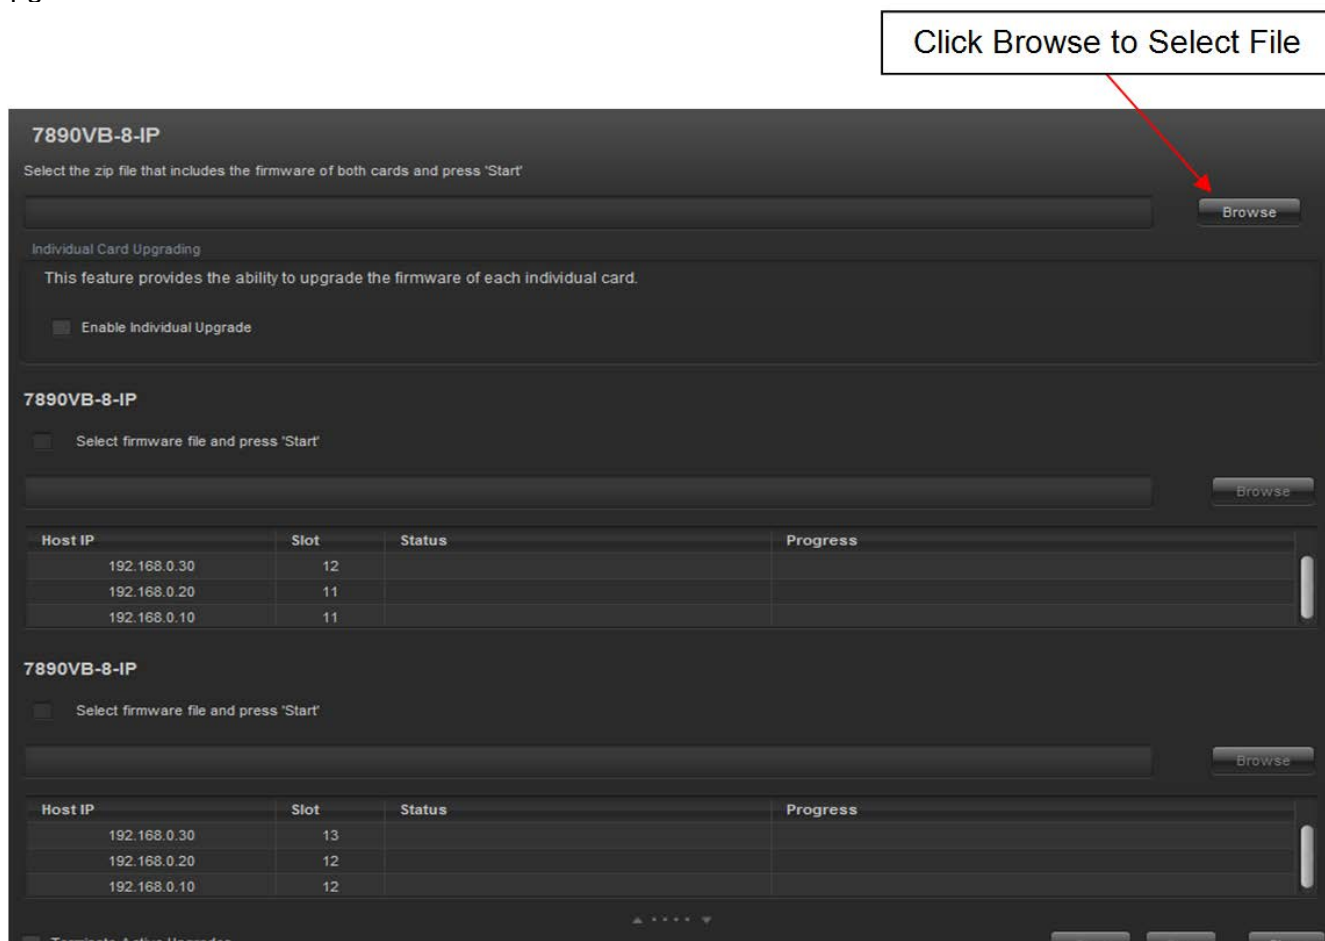 Click Browse to Select File
7890VB-8-IP
Select the zip file that includes the firmware of both cards and press 'Start'
Browse
Individual Card Upgrading
This feature provides the ability to upgrade the firmware of each individual card.
Enable Individual Upgrade
7890VB-8-IP
Select firmware file and press 'Start'
Browse
Host IP Slot Status Progress
192.168.0.30 12
192.168.0.20 11
192.168.0.10 11
7890VB-8-IP
Select firmware file and press 'Start'
Browse
Host IP Slot Status Progress
192.168.0.30 13
192.168.0.20 12
192.168.0.10 12
Terminate Active Upgrades